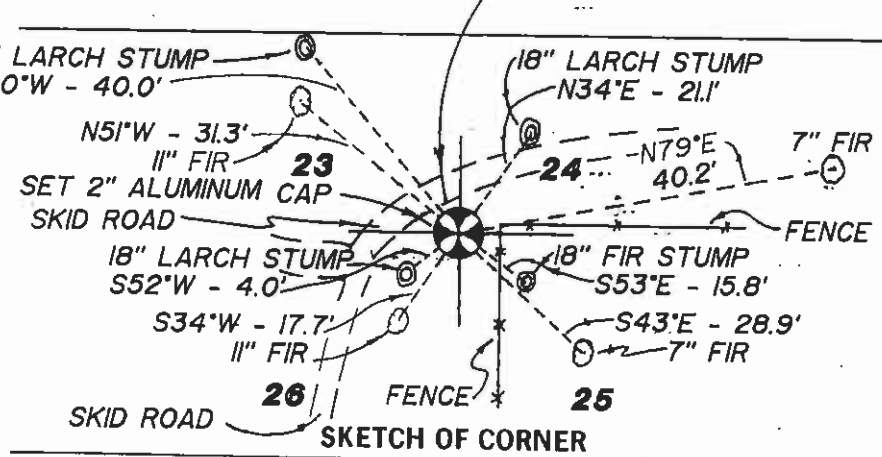 LARCH STUMP
0°W - 40.0'
N51°W - 31.3'
11" FIR
23
SET 2" ALUMINUM CAP
SKID ROAD
18" LARCH STUMP
N34°E - 21.1'
24
N79°E
40.2'
7" FIR
FENCE
18" LARCH STUMP
S52°W - 4.0'
S34°W - 17.7'
11" FIR
26
SKID ROAD
18" FIR STUMP
S53°E - 15.8'
S43°E - 28.9'
7" FIR
FENCE
25
SKETCH OF CORNER